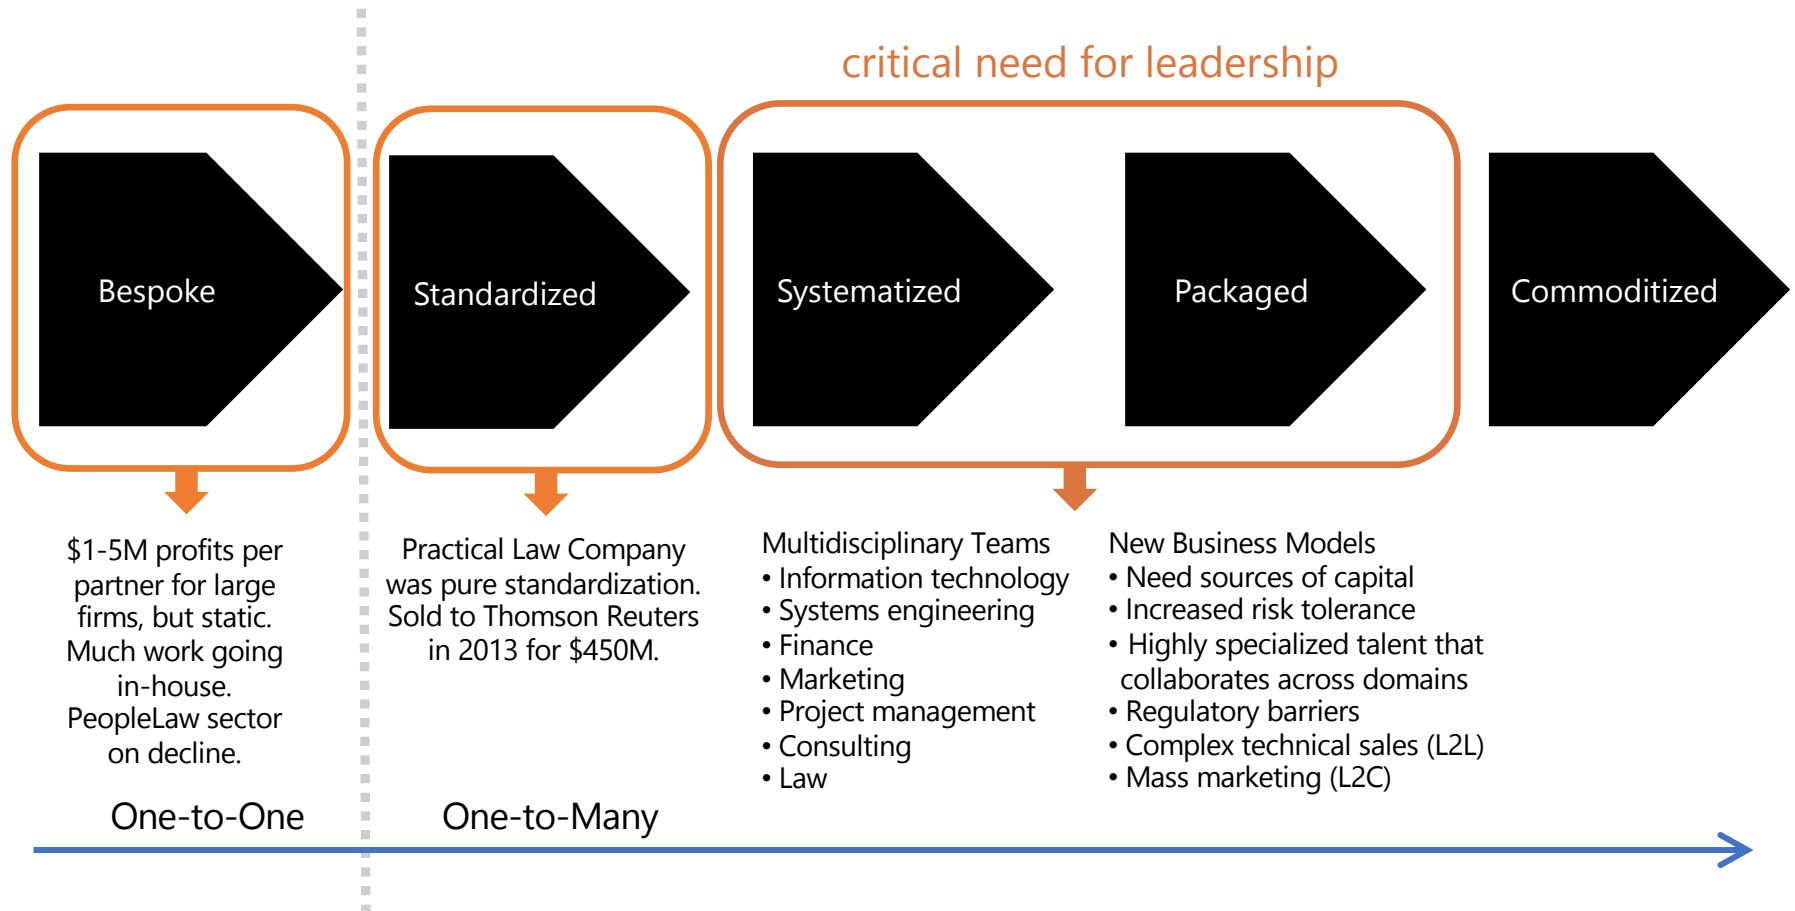 critical need for leadership
Bespoke
Standardized
Systematized
Packaged
Commoditized
$1-5M profits per
partner for large
firms, but static.
Much work going
in-house.
PeopleLaw sector
on decline.
Practical Law Company
was pure standardization.
Sold to Thomson Reuters
in 2013 for $450M.
Multidisciplinary Teams
• Information technology
• Systems engineering
• Finance
• Marketing
• Project management
• Consulting
• Law
New Business Models
• Need sources of capital
• Increased risk tolerance
• Highly specialized talent that
collaborates across domains
• Regulatory barriers
• Complex technical sales (L2L)
• Mass marketing (L2C)
One-to-One
One-to-Many